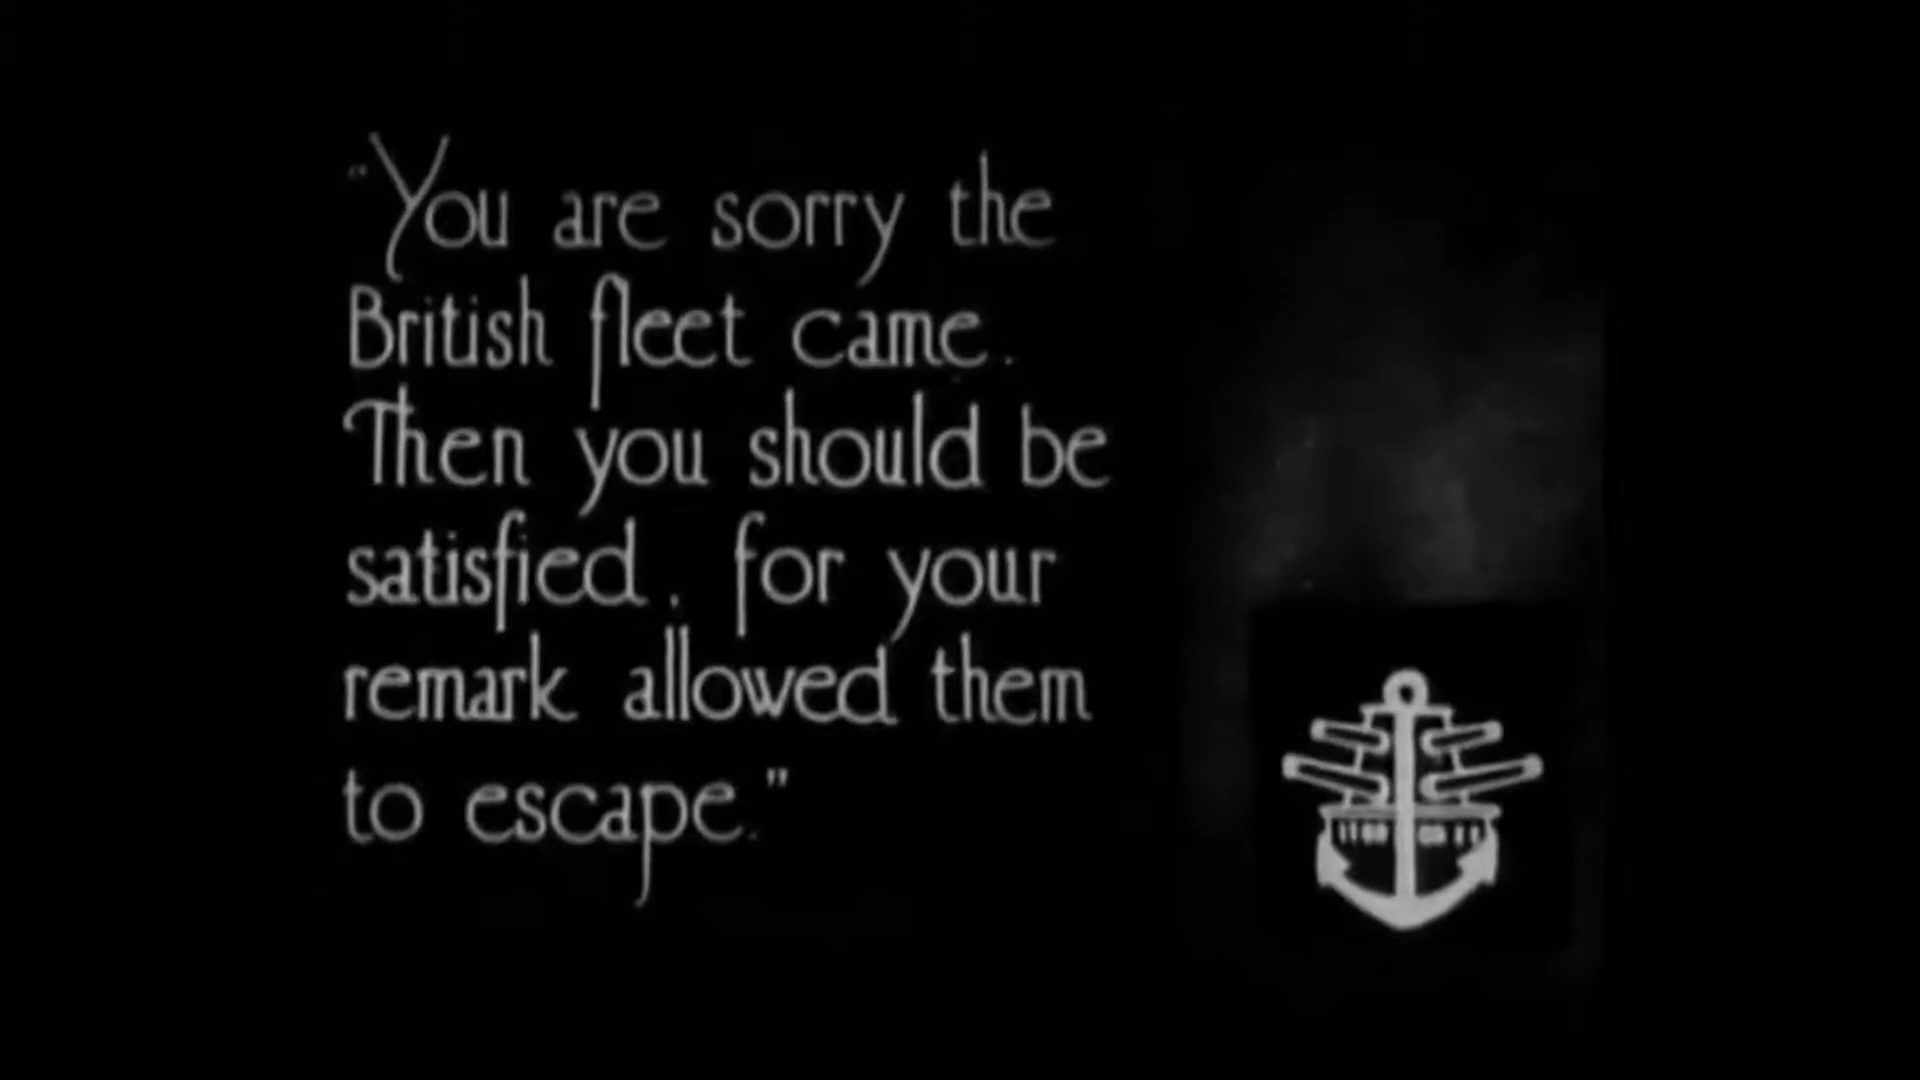 "You are sorry the
British fleet came.
Then you should be
satisfied, for your
remark allowed them
to escape."